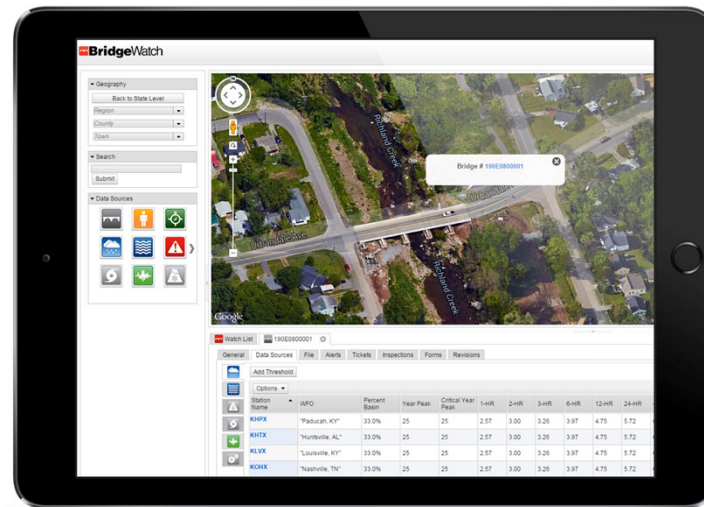 BridgeWatch
Geography
Back to State Level
Region
County
Town
Search
Submit
Data Sources
Richland Creek
Bridge # 190E0800001
Urbandale Ave
Richland Creek
Google
Watch List 190E0800001
General Data Sources File Alerts Tickets Inspections Forms Revisions
Add Threshold
Options
Station Name WFO Percent Basin Year Peak Critical Year Peak 1-HR 2-HR 3-HR 6-HR 12-HR 24-HR
KHPX "Paducah, KY" 33.0% 25 25 2.57 3.00 3.26 3.97 4.75 5.72
KHTX "Huntsville, AL" 33.0% 25 25 2.57 3.00 3.26 3.97 4.75 5.72
KLVX "Louisville, KY" 33.0% 25 25 2.57 3.00 3.26 3.97 4.75 5.72
KOHX "Nashville, TN" 33.0% 25 25 2.57 3.00 3.26 3.97 4.75 5.72